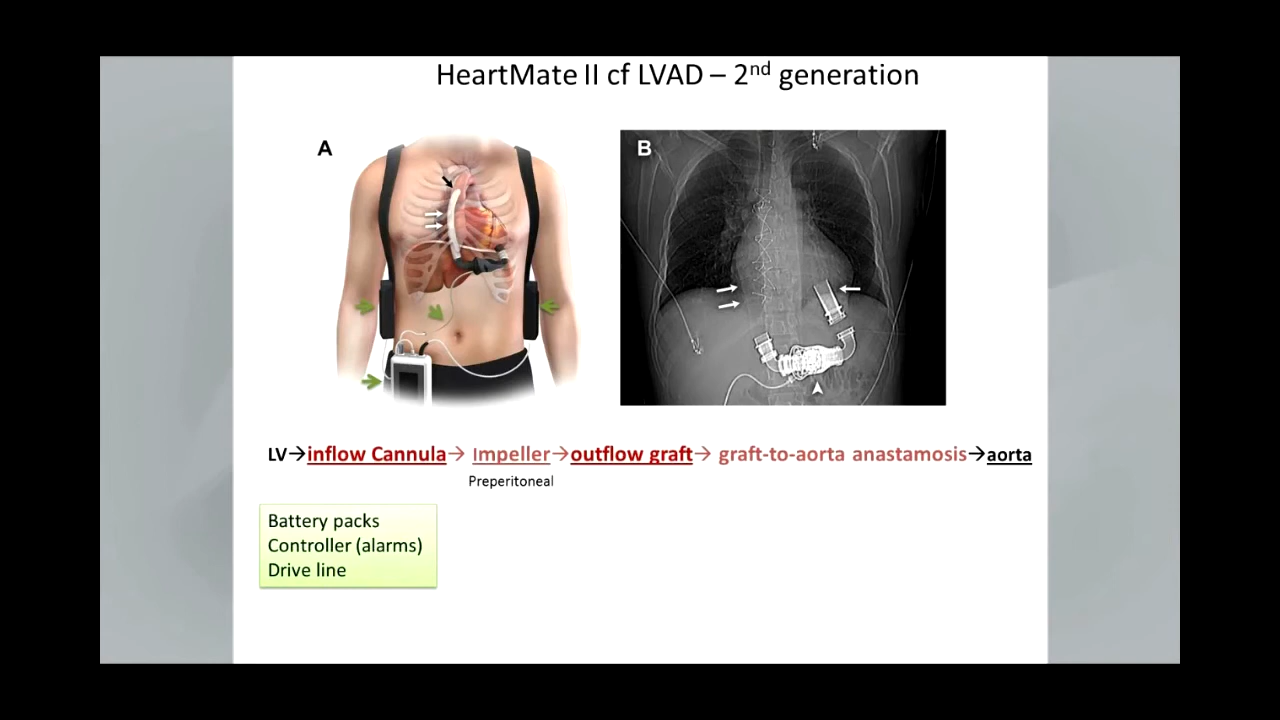 HeartMate II cf LVAD – 2nd generation
A
B
LV→inflow Cannula→ Impeller→outflow graft→ graft-to-aorta anastamosis→aorta
Preperitoneal
Battery packs
Controller (alarms)
Drive line